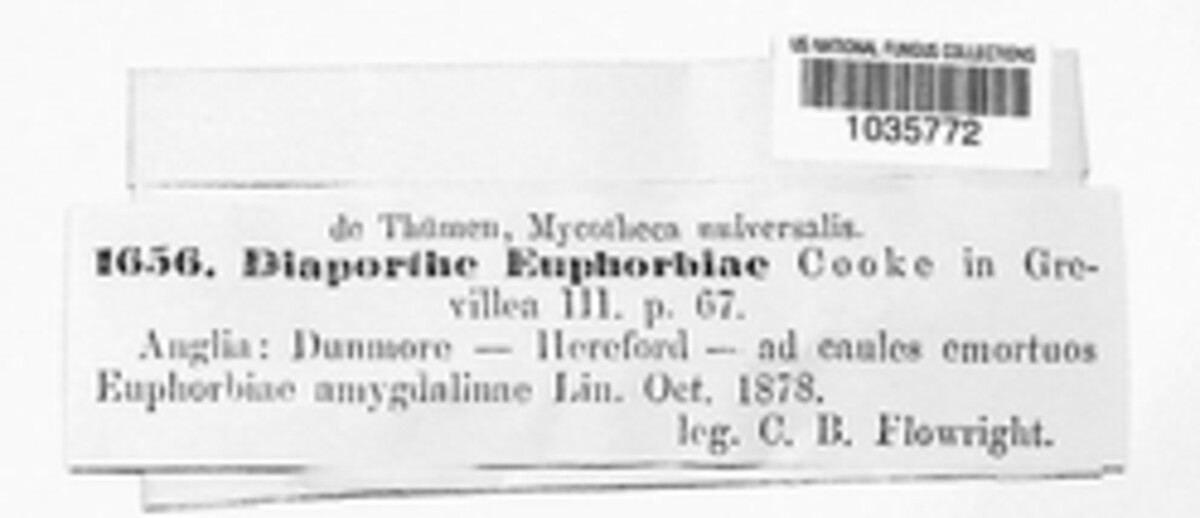 US NATIONAL FUNGUS COLLECTIONS
1035772
de Thümen, Mycotheca universalis.
1656. Diaporthe Euphorbiae Cooke in Gre-
villea III. p. 67.
Anglia: Dunmore — Hereford — ad caules emortuos
Euphorbiae amygdalinae Lin. Oct. 1878.
leg. C. B. Plowright.